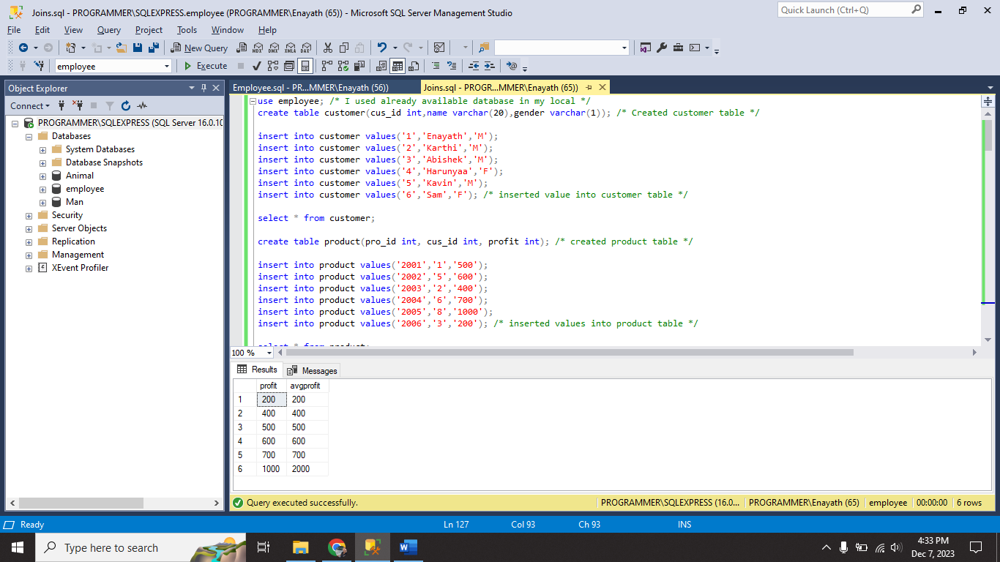 Joins.sql - PROGRAMMER\SQLEXPRESS.employee (PROGRAMMER\Enayath (65)) - Microsoft SQL Server Management Studio
Quick Launch (Ctrl+Q)
File Edit View Query Project Tools Window Help
New Query MDX DMX XMLA DAX
employee Execute
Object Explorer
Connect
PROGRAMMER\SQLEXPRESS (SQL Server 16.0.10
Databases
System Databases
Database Snapshots
Animal
employee
Man
Security
Server Objects
Replication
Management
XEvent Profiler
Employee.sql - PR...MMER\Enayath (56)) Joins.sql - PROGR...MMER\Enayath (65))
use employee; /* I used already available database in my local */
create table customer(cus_id int,name varchar(20),gender varchar(1)); /* Created customer table */
insert into customer values('1','Enayath','M');
insert into customer values('2','Karthi','M');
insert into customer values('3','Abishek','M');
insert into customer values('4','Harunyaa','F');
insert into customer values('5','Kavin','M');
insert into customer values('6','Sam','F'); /* inserted value into customer table */
select * from customer;
create table product(pro_id int, cus_id int, profit int); /* created product table */
insert into product values('2001','1','500');
insert into product values('2002','5','600');
insert into product values('2003','2','400');
insert into product values('2004','6','700');
insert into product values('2005','8','1000');
insert into product values('2006','3','200'); /* inserted values into product table */
select * from product;
100 %
Results Messages
profit avgprofit
1 200 200
2 400 400
3 500 500
4 600 600
5 700 700
6 1000 2000
Query executed successfully. PROGRAMMER\SQLEXPRESS (16.0... PROGRAMMER\Enayath (65) employee 00:00:00 6 rows
Ready Ln 127 Col 93 Ch 93 INS
Type here to search
4:33 PM
Dec 7, 2023